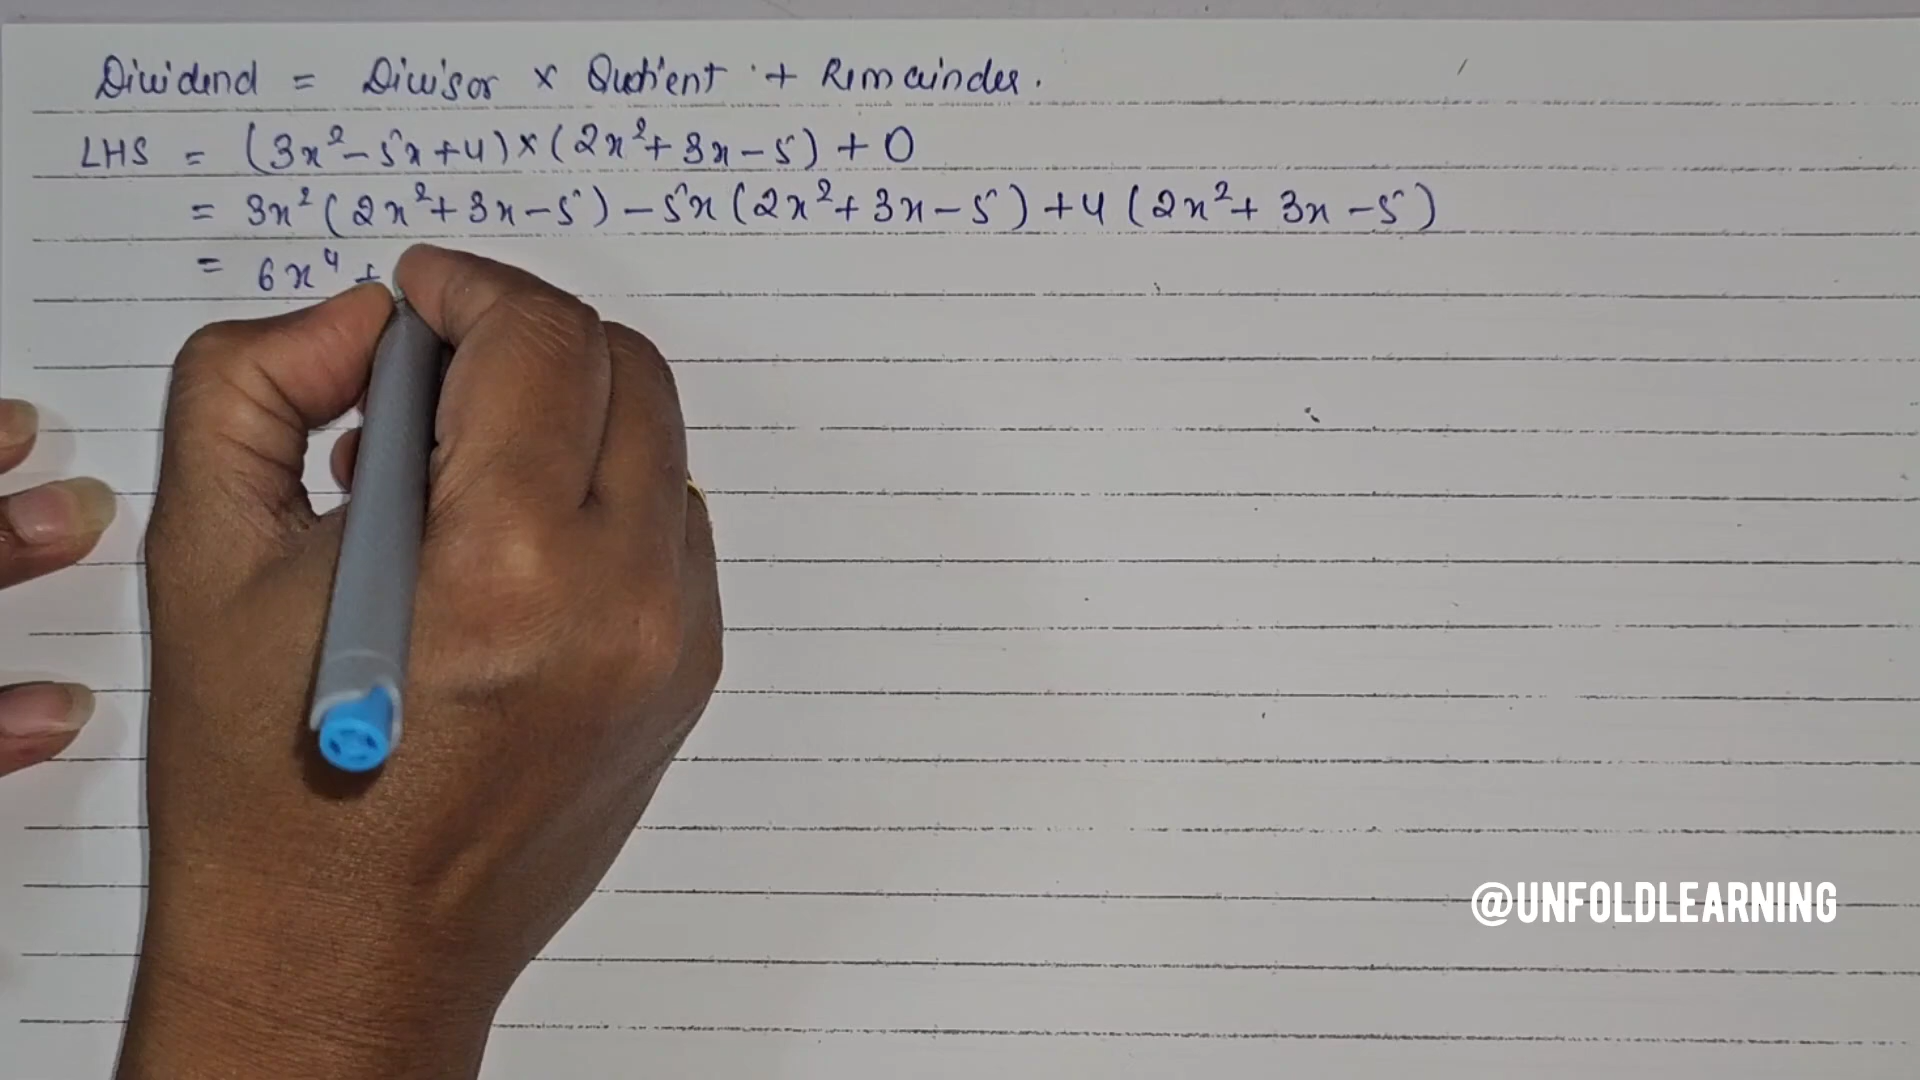 Dividend = Divisor × Quotient + Remainder.
LHS = (3x²-5x+4)×(2x²+3x-5)+0
= 3x²(2x²+3x-5)-5x(2x²+3x-5)+4(2x²+3x-5)
= 6x⁴ +
@UNFOLDLEARNING